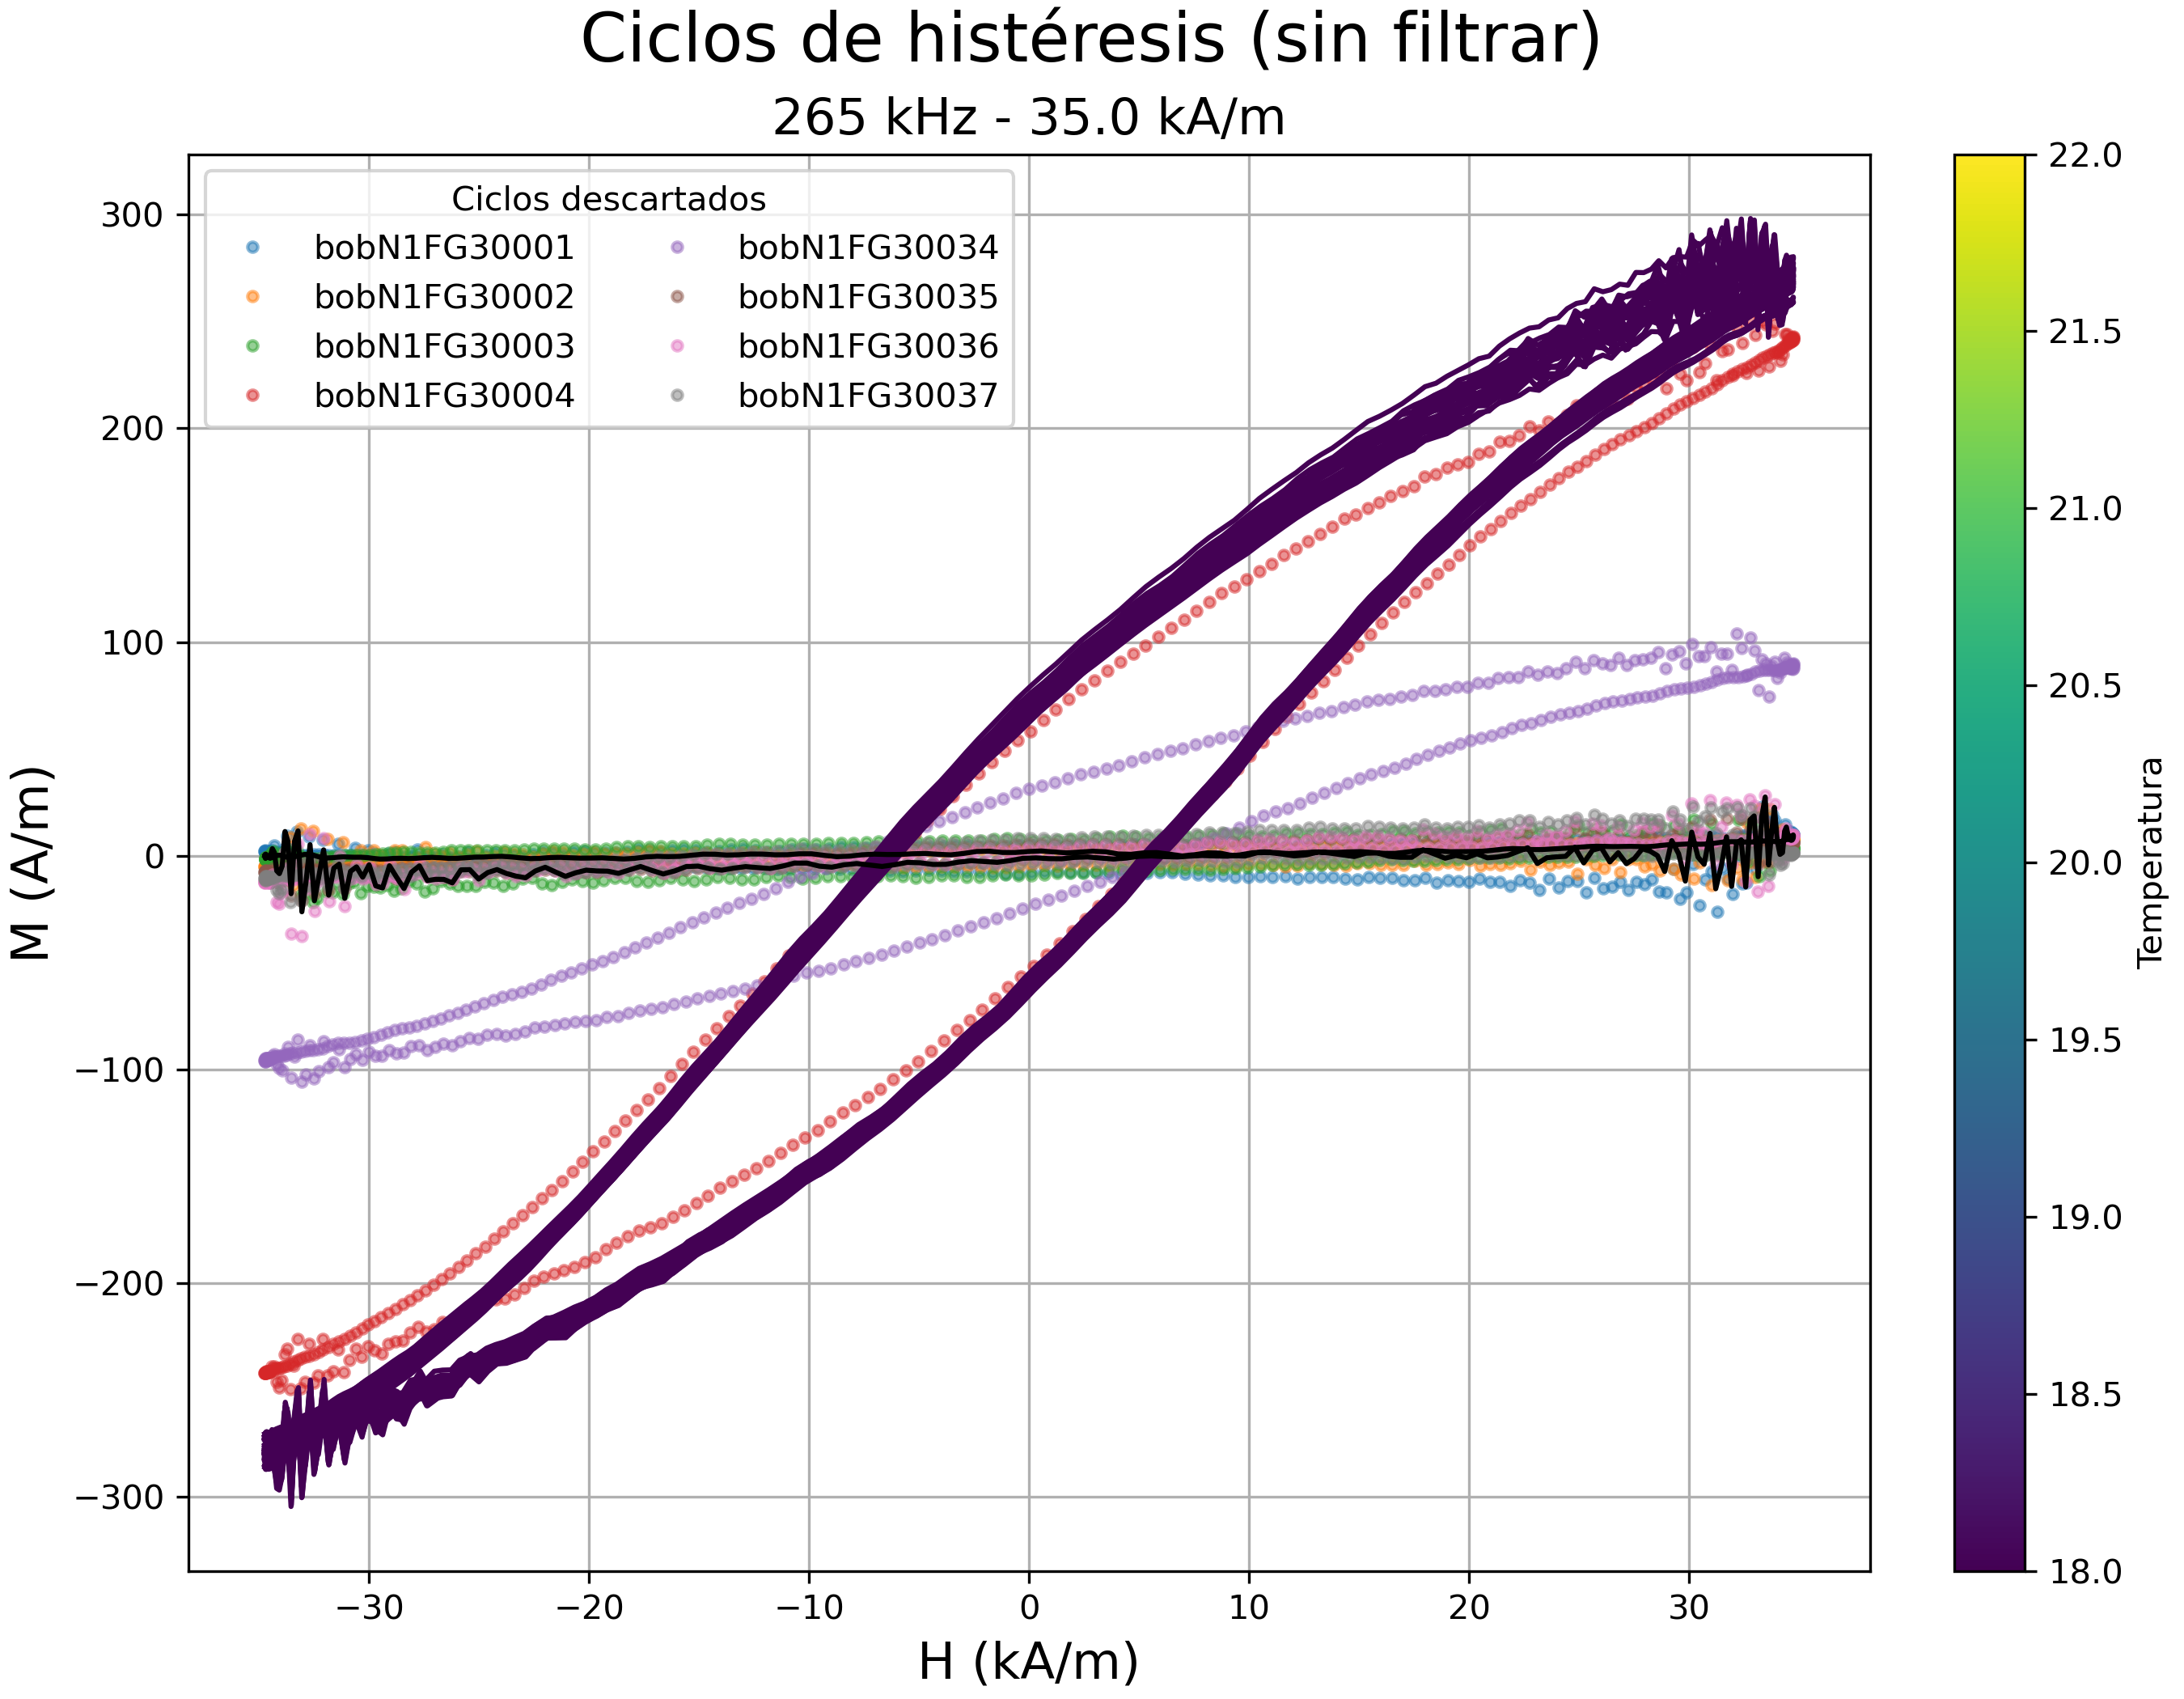 Ciclos de histéresis (sin filtrar)
265 kHz - 35.0 kA/m
Ciclos descartados
bobN1FG30001
bobN1FG30002
bobN1FG30003
bobN1FG30004
bobN1FG30034
bobN1FG30035
bobN1FG30036
bobN1FG30037
M (A/m)
300
200
100
0
−100
−200
−300
−30
−20
−10
0
10
20
30
H (kA/m)
22.0
21.5
21.0
20.5
20.0
19.5
19.0
18.5
18.0
Temperatura